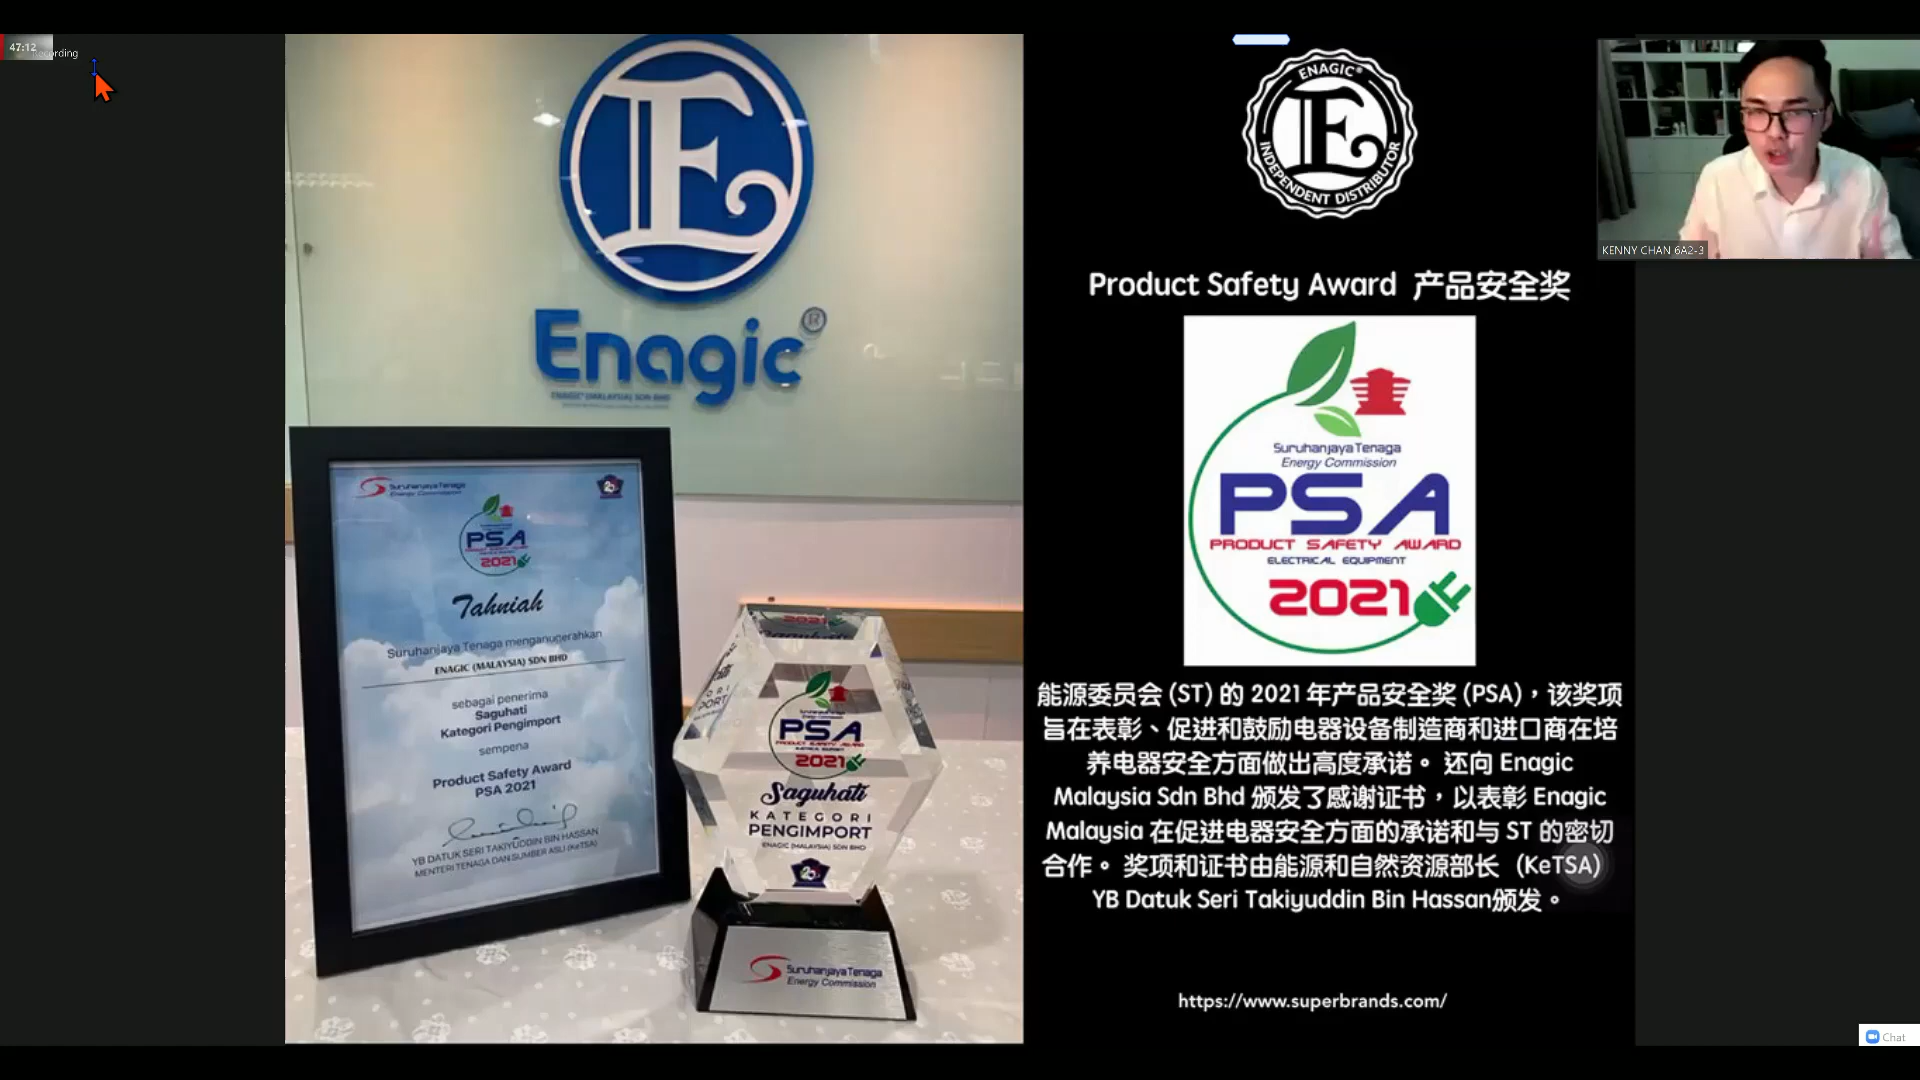 47:12
Recording
E
Enagic®
ENAGIC® (MALAYSIA) SDN BHD
Suruhanjaya Tenaga
Energy Commission
PSA
PRODUCT SAFETY AWARD
2021
Tahniah
Suruhanjaya Tenaga menganugerahkan
ENAGIC (MALAYSIA) SDN BHD
sebagai penerima
Saguhati
Kategori Pengimport
sempena
Product Safety Award
PSA 2021
YB DATUK SERI TAKIYUDDIN BIN HASSAN
MENTERI TENAGA DAN SUMBER ASLI (KeTSA)
2021
PSA
PRODUCT SAFETY AWARD
2021
Saguhati
KATEGORI
PENGIMPORT
ENAGIC (MALAYSIA) SDN BHD
Suruhanjaya Tenaga
Energy Commission
ENAGIC®
E
INDEPENDENT DISTRIBUTOR
Product Safety Award 产品安全奖
Suruhanjaya Tenaga
Energy Commission
PSA
PRODUCT SAFETY AWARD
ELECTRICAL EQUIPMENT
2021
能源委员会 (ST) 的 2021 年产品安全奖 (PSA)，该奖项
旨在表彰、促进和鼓励电器设备制造商和进口商在培
养电器安全方面做出高度承诺。 还向 Enagic
Malaysia Sdn Bhd 颁发了感谢证书，以表彰 Enagic
Malaysia 在促进电器安全方面的承诺和与 ST 的密切
合作。 奖项和证书由能源和自然资源部长 (KeTSA)
YB Datuk Seri Takiyuddin Bin Hassan颁发。
https://www.superbrands.com/
KENNY CHAN 6A2-3
Chat